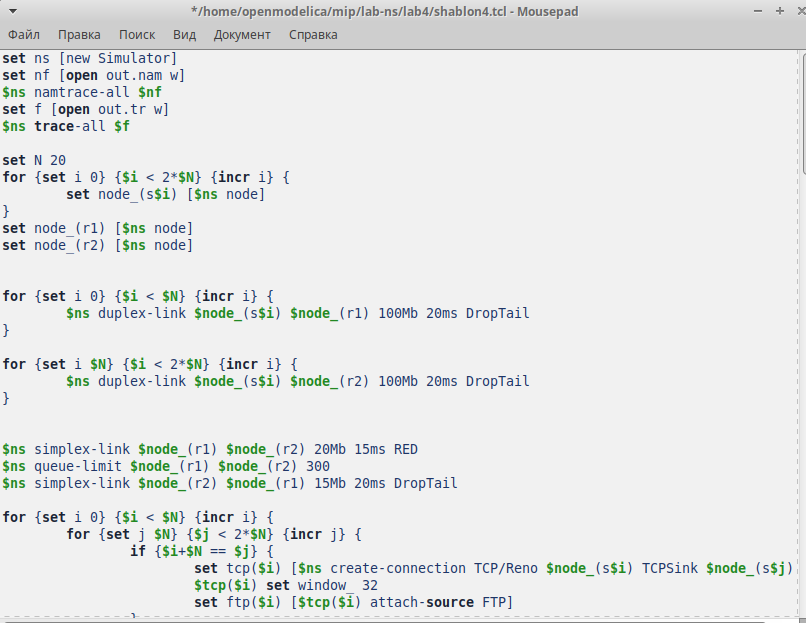 */home/openmodelica/mip/lab-ns/lab4/shablon4.tcl - Mousepad
Файл Правка Поиск Вид Документ Справка
set ns [new Simulator]
set nf [open out.nam w]
$ns namtrace-all $nf
set f [open out.tr w]
$ns trace-all $f
set N 20
for {set i 0} {$i < 2*$N} {incr i} {
set node_(s$i) [$ns node]
}
set node_(r1) [$ns node]
set node_(r2) [$ns node]
for {set i 0} {$i < $N} {incr i} {
$ns duplex-link $node_(s$i) $node_(r1) 100Mb 20ms DropTail
}
for {set i $N} {$i < 2*$N} {incr i} {
$ns duplex-link $node_(s$i) $node_(r2) 100Mb 20ms DropTail
}
$ns simplex-link $node_(r1) $node_(r2) 20Mb 15ms RED
$ns queue-limit $node_(r1) $node_(r2) 300
$ns simplex-link $node_(r2) $node_(r1) 15Mb 20ms DropTail
for {set i 0} {$i < $N} {incr i} {
for {set j $N} {$j < 2*$N} {incr j} {
if {$i+$N == $j} {
set tcp($i) [$ns create-connection TCP/Reno $node_(s$i) TCPSink $node_(s$j)
$tcp($i) set window_ 32
set ftp($i) [$tcp($i) attach-source FTP]
}